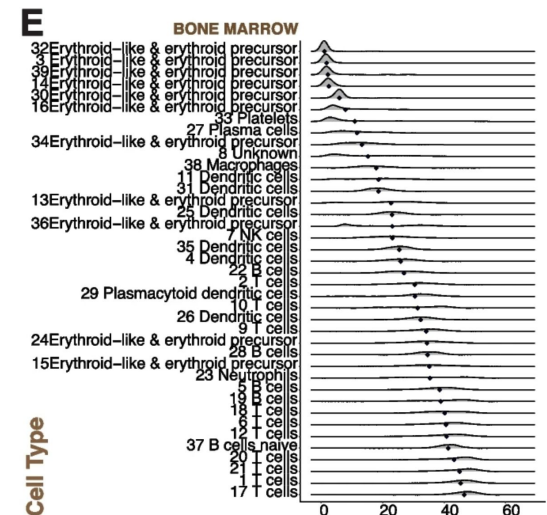 E
BONE MARROW
32Erythroid-like & erythroid precursor
3 Erythroid-like & erythroid precursor
39Erythroid-like & erythroid precursor
14Erythroid-like & erythroid precursor
30Erythroid-like & erythroid precursor
16Erythroid-like & erythroid precursor
33 Platelets
27 Plasma cells
34Erythroid-like & erythroid precursor
8 Unknown
38 Macrophages
11 Dendritic cells
31 Dendritic cells
13Erythroid-like & erythroid precursor
25 Dendritic cells
36Erythroid-like & erythroid precursor
7 NK cells
35 Dendritic cells
4 Dendritic cells
22 B cells
2 T cells
29 Plasmacytoid dendritic cells
10 T cells
26 Dendritic cells
9 T cells
24Erythroid-like & erythroid precursor
28 B cells
15Erythroid-like & erythroid precursor
23 Neutrophils
5 B cells
19 B cells
18 T cells
6 T cells
12 T cells
37 B cells naive
20 T cells
21 T cells
1 T cells
17 T cells
0 20 40 60
Cell Type